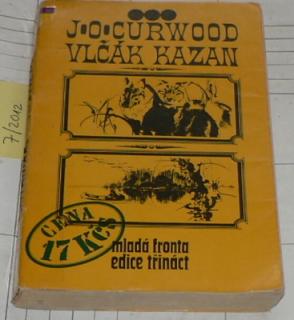 J·O·CURWOOD
VLČÁK KAZAN
7/2012
CENA
17 Kčs
mladá fronta
edice třináct